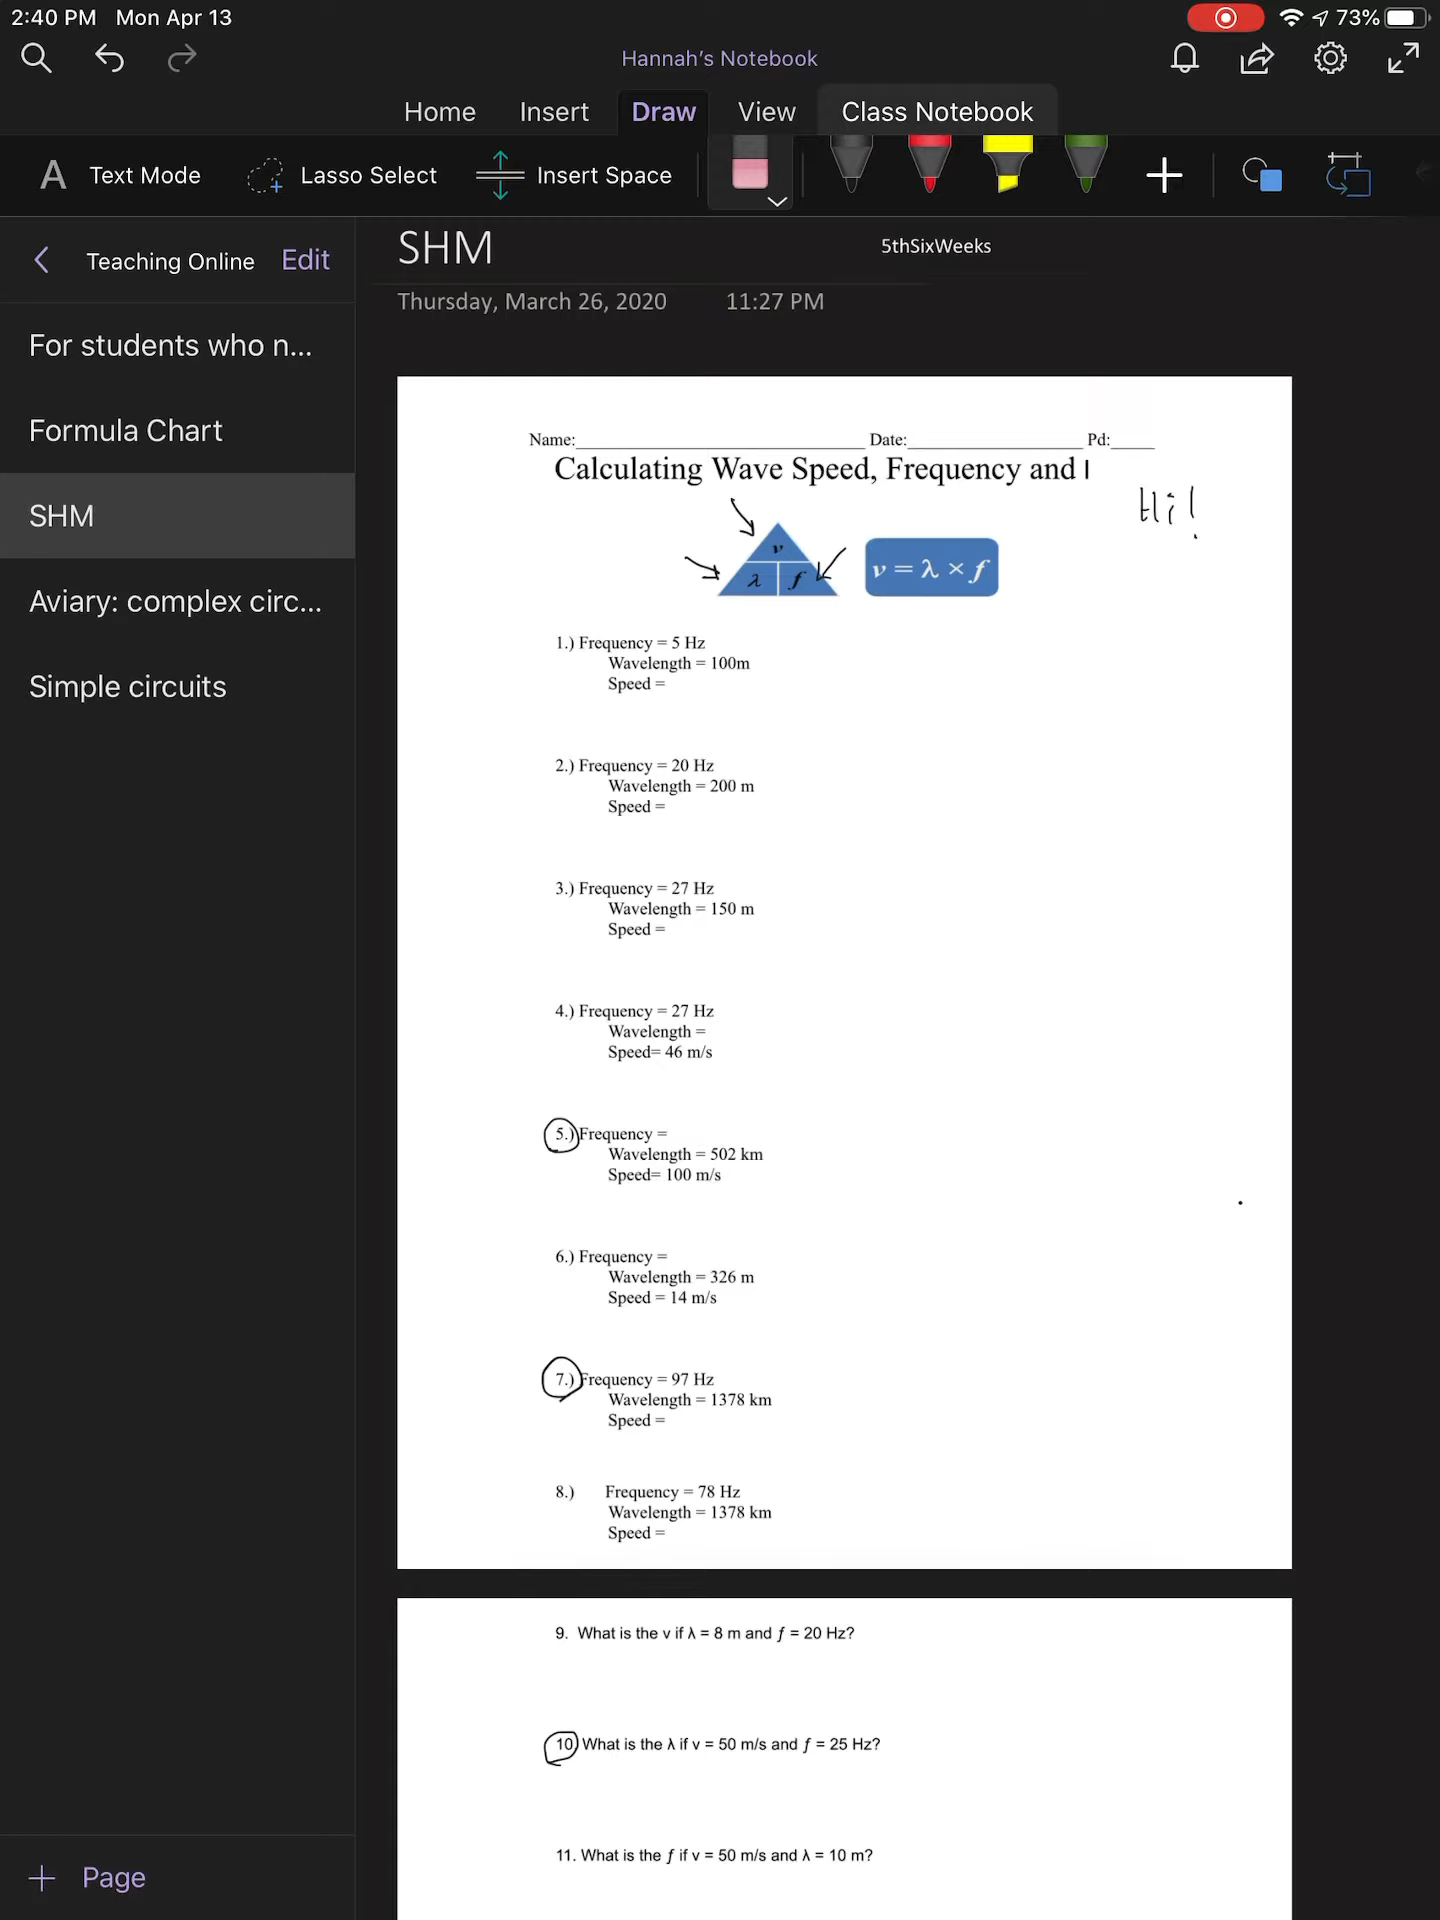 2:40 PM Mon Apr 13 73%
Hannah's Notebook
Home Insert Draw View Class Notebook
A Text Mode Lasso Select Insert Space
Teaching Online Edit
For students who n...
Formula Chart
SHM
Aviary: complex circ...
Simple circuits
+ Page
SHM 5thSixWeeks
Thursday, March 26, 2020 11:27 PM
Name:____ Date:____ Pd:____
Calculating Wave Speed, Frequency and
Hi!
v
λ f
v = λ × f
1.) Frequency = 5 Hz
Wavelength = 100m
Speed =
2.) Frequency = 20 Hz
Wavelength = 200 m
Speed =
3.) Frequency = 27 Hz
Wavelength = 150 m
Speed =
4.) Frequency = 27 Hz
Wavelength =
Speed= 46 m/s
5.) Frequency =
Wavelength = 502 km
Speed= 100 m/s
6.) Frequency =
Wavelength = 326 m
Speed = 14 m/s
7.) Frequency = 97 Hz
Wavelength = 1378 km
Speed =
8.) Frequency = 78 Hz
Wavelength = 1378 km
Speed =
9. What is the v if λ = 8 m and f = 20 Hz?
10 What is the λ if v = 50 m/s and f = 25 Hz?
11. What is the f if v = 50 m/s and λ = 10 m?